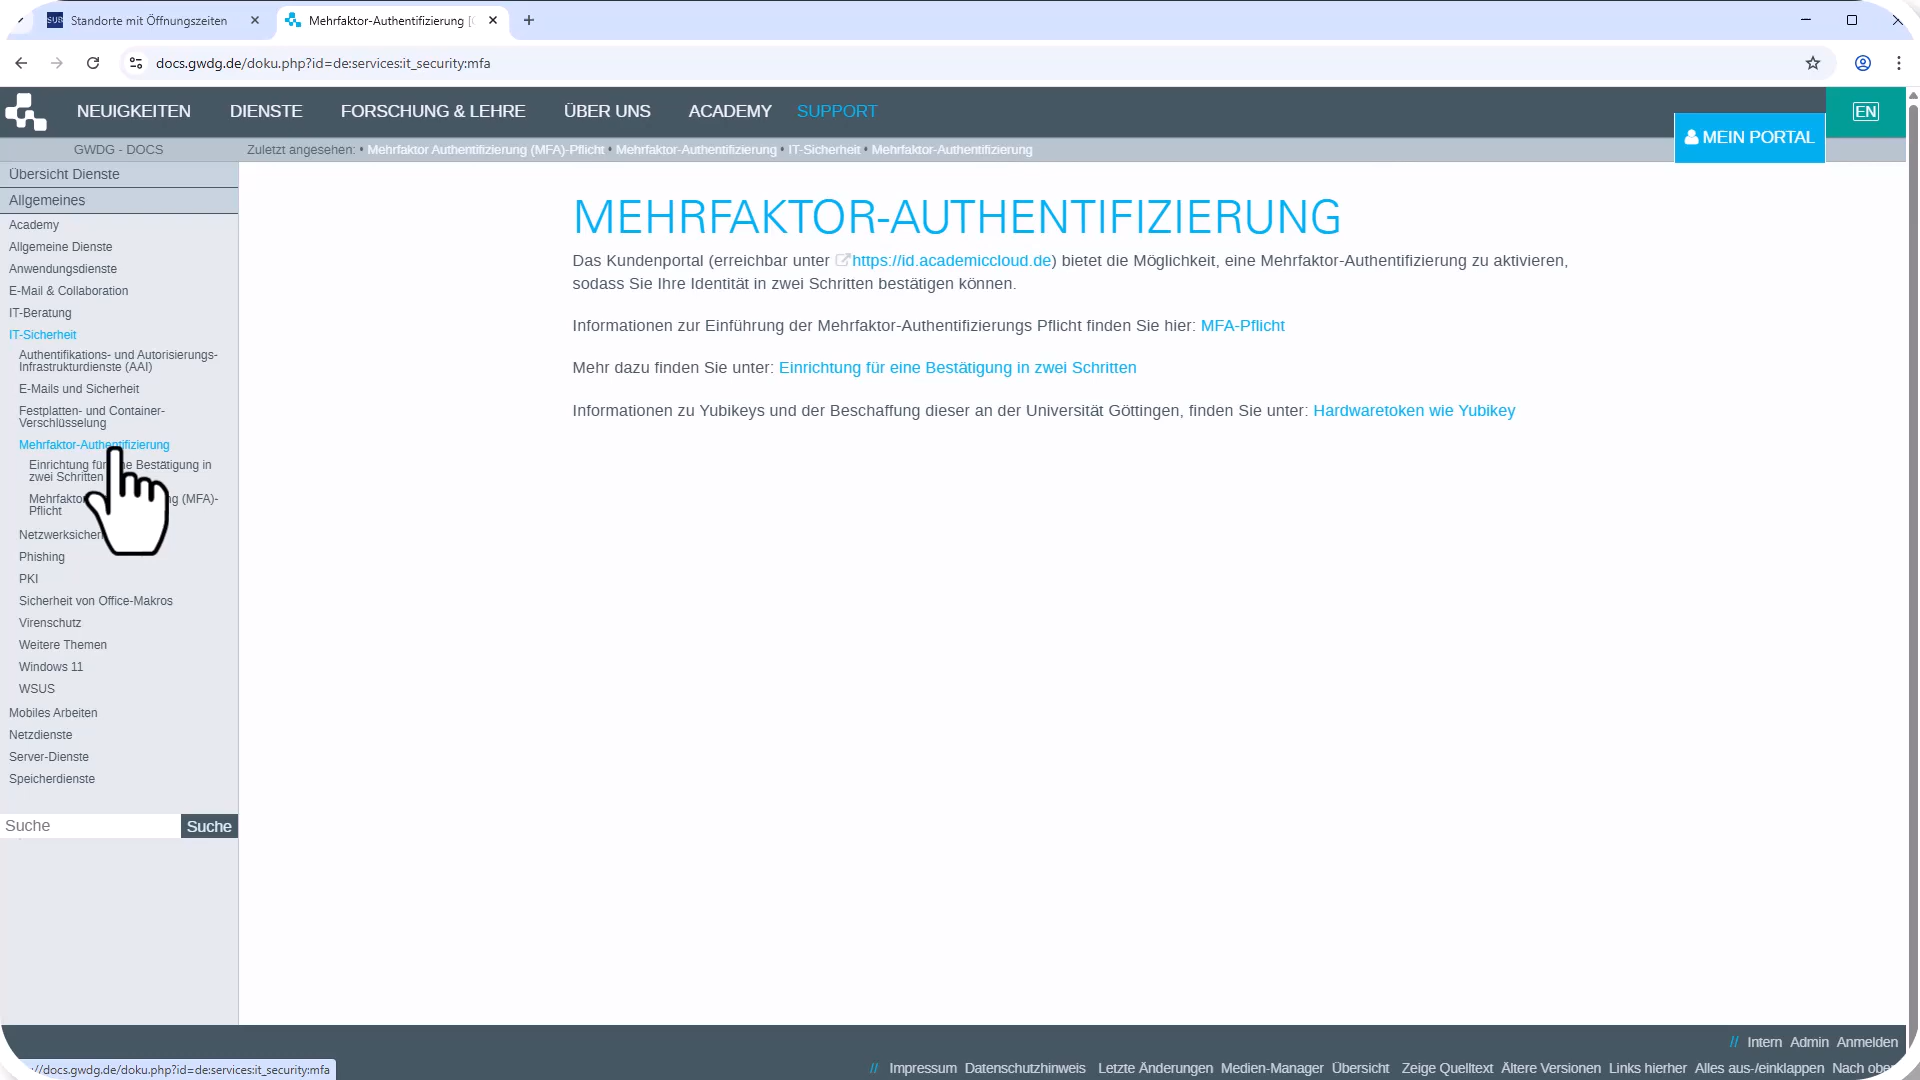 Standorte mit Öffnungszeiten
Mehrfaktor-Authentifizierung
docs.gwdg.de/doku.php?id=de:services:it_security:mfa
NEUIGKEITEN DIENSTE FORSCHUNG & LEHRE ÜBER UNS ACADEMY SUPPORT
EN
MEIN PORTAL
GWDG - DOCS
Zuletzt angesehen: • Mehrfaktor Authentifizierung (MFA)-Pflicht • Mehrfaktor-Authentifizierung • IT-Sicherheit • Mehrfaktor-Authentifizierung
Übersicht Dienste
Allgemeines
Academy
Allgemeine Dienste
Anwendungsdienste
E-Mail & Collaboration
IT-Beratung
IT-Sicherheit
Authentifikations- und Autorisierungs-
Infrastrukturdienste (AAI)
E-Mails und Sicherheit
Festplatten- und Container-
Verschlüsselung
Mehrfaktor-Authentifizierung
Einrichtung für Bestätigung in
zwei Schritten
(MFA)-
Pflicht
Phishing
PKI
Sicherheit von Office-Makros
Virenschutz
Weitere Themen
Windows 11
WSUS
Mobiles Arbeiten
Netzdienste
Server-Dienste
Speicherdienste
Suche Suche
MEHRFAKTOR-AUTHENTIFIZIERUNG
Das Kundenportal (erreichbar unter https://id.academiccloud.de) bietet die Möglichkeit, eine Mehrfaktor-Authentifizierung zu aktivieren,
sodass Sie Ihre Identität in zwei Schritten bestätigen können.
Informationen zur Einführung der Mehrfaktor-Authentifizierungs Pflicht finden Sie hier: MFA-Pflicht
Mehr dazu finden Sie unter: Einrichtung für eine Bestätigung in zwei Schritten
Informationen zu Yubikeys und der Beschaffung dieser an der Universität Göttingen, finden Sie unter: Hardwaretoken wie Yubikey
// Intern Admin Anmelden
// Impressum Datenschutzhinweis Letzte Änderungen Medien-Manager Übersicht Zeige Quelltext Ältere Versionen Links hierher Alles aus-/einklappen Nach
//docs.gwdg.de/doku.php?id=de:services:it_security:mfa